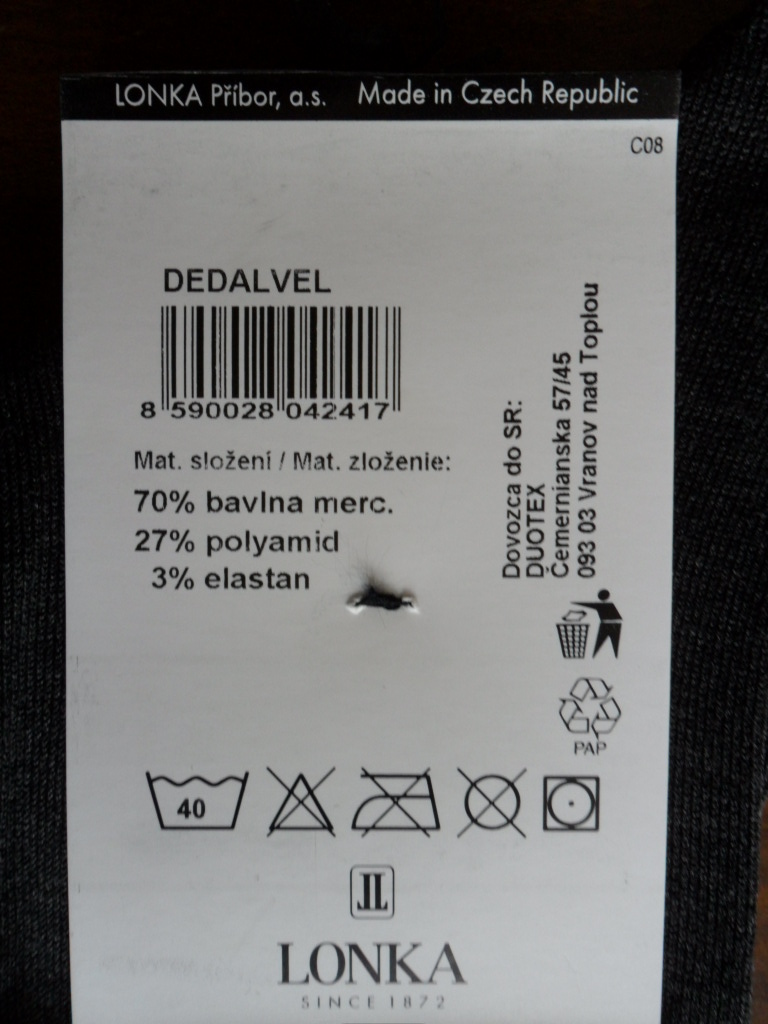 LONKA Příbor, a.s. Made in Czech Republic
C08
DEDALVEL
8 590028 042417
Mat. složení / Mat. zloženie:
70% bavlna merc.
27% polyamid
3% elastan
Dovozca do SR:
DUOTEX
Čemernianska 57/45
093 03 Vranov nad Toplou
PAP
40
LONKA
SINCE 1872